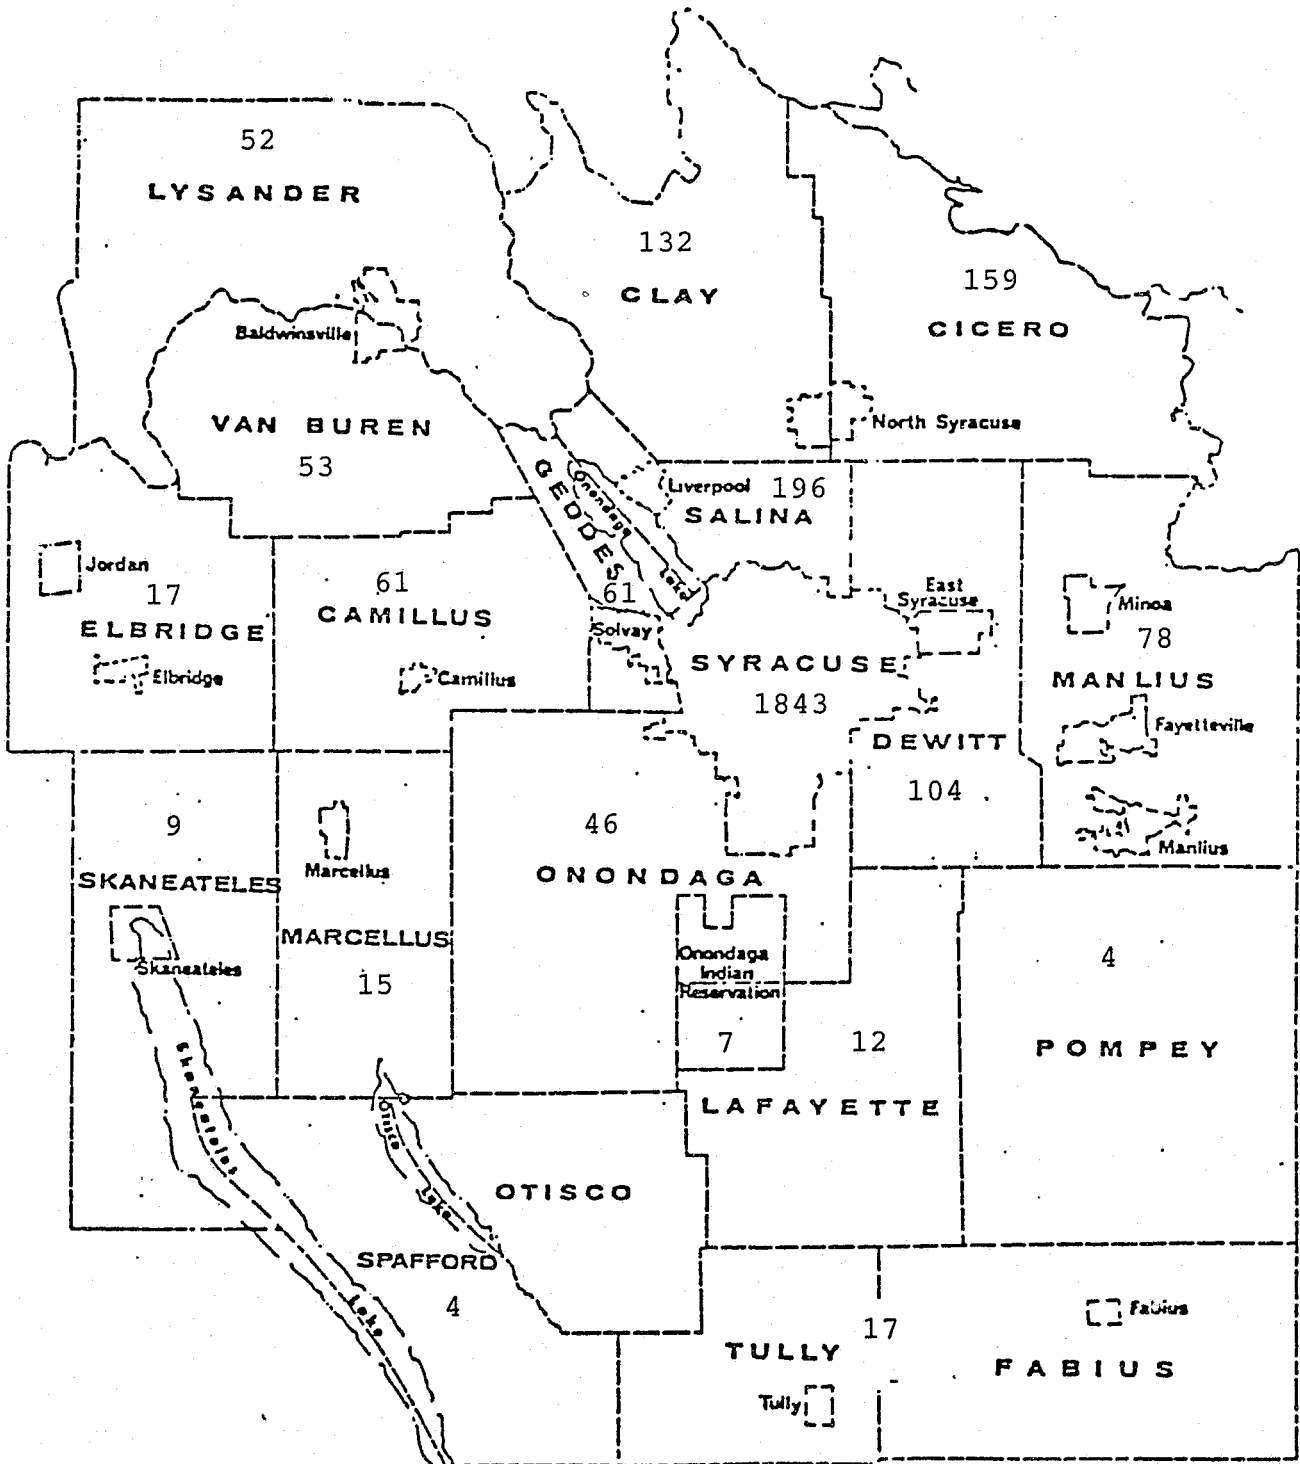 52
LYSANDER
132
CLAY
159
CICERO
Baldwinsville
VAN BUREN
53
North Syracuse
GEDDES
61
Onondaga
Lake
Liverpool
196
SALINA
Jordan
17
ELBRIDGE
Elbridge
61
CAMILLUS
Camillus
Solvay
SYRACUSE
1843
East
Syracuse
Minoa
78
MANLIUS
Fayetteville
Manlius
DEWITT
104
9
SKANEATELES
Skaneateles
Marcellus
MARCELLUS
15
46
ONONDAGA
Onondaga
Indian
Reservation
7
12
LAFAYETTE
4
POMPEY
Skaneateles
Lake
Otisco
Lake
OTISCO
SPAFFORD
4
17
TULLY
Tully
Fabius
FABIUS